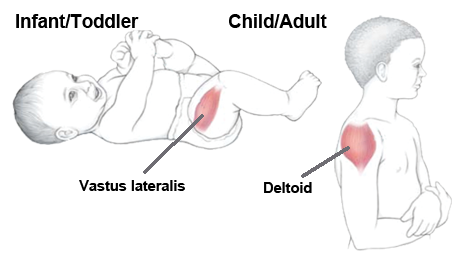 Infant/Toddler
Child/Adult
Vastus lateralis
Deltoid